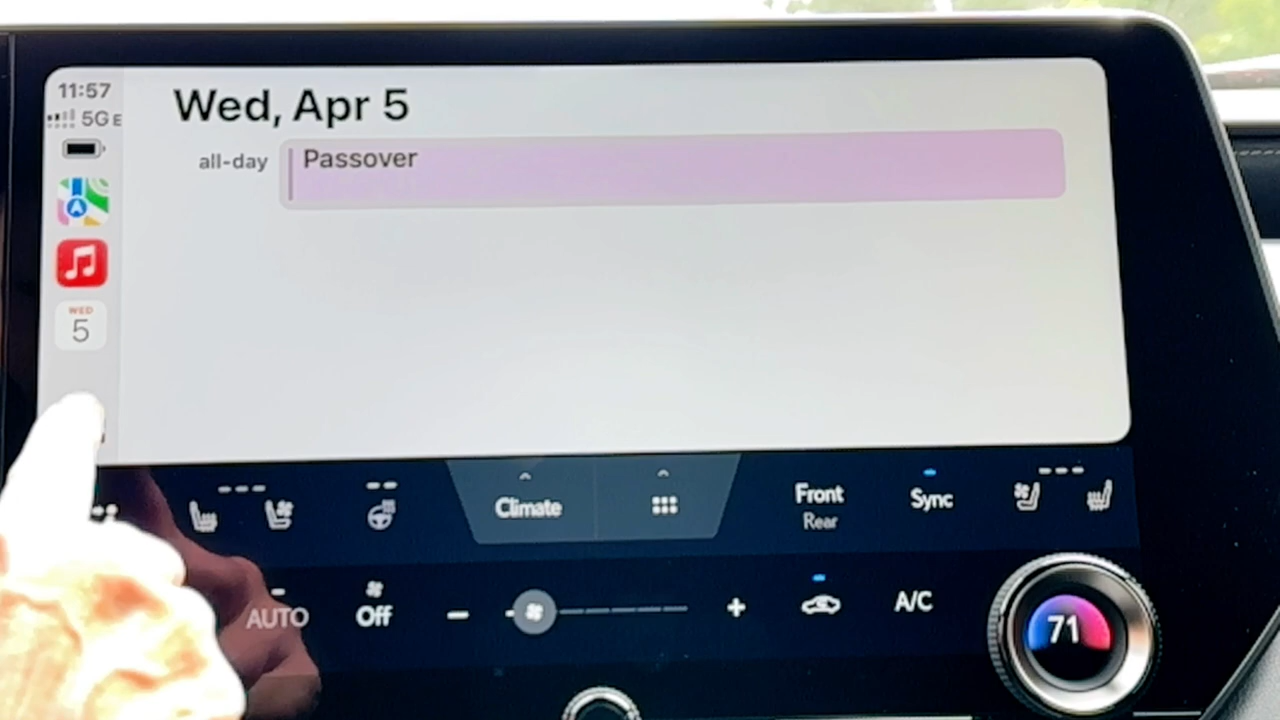 11:57
5G E
Wed, Apr 5
all-day Passover
WED
5
Climate
Front
Rear
Sync
AUTO
Off
A/C
71